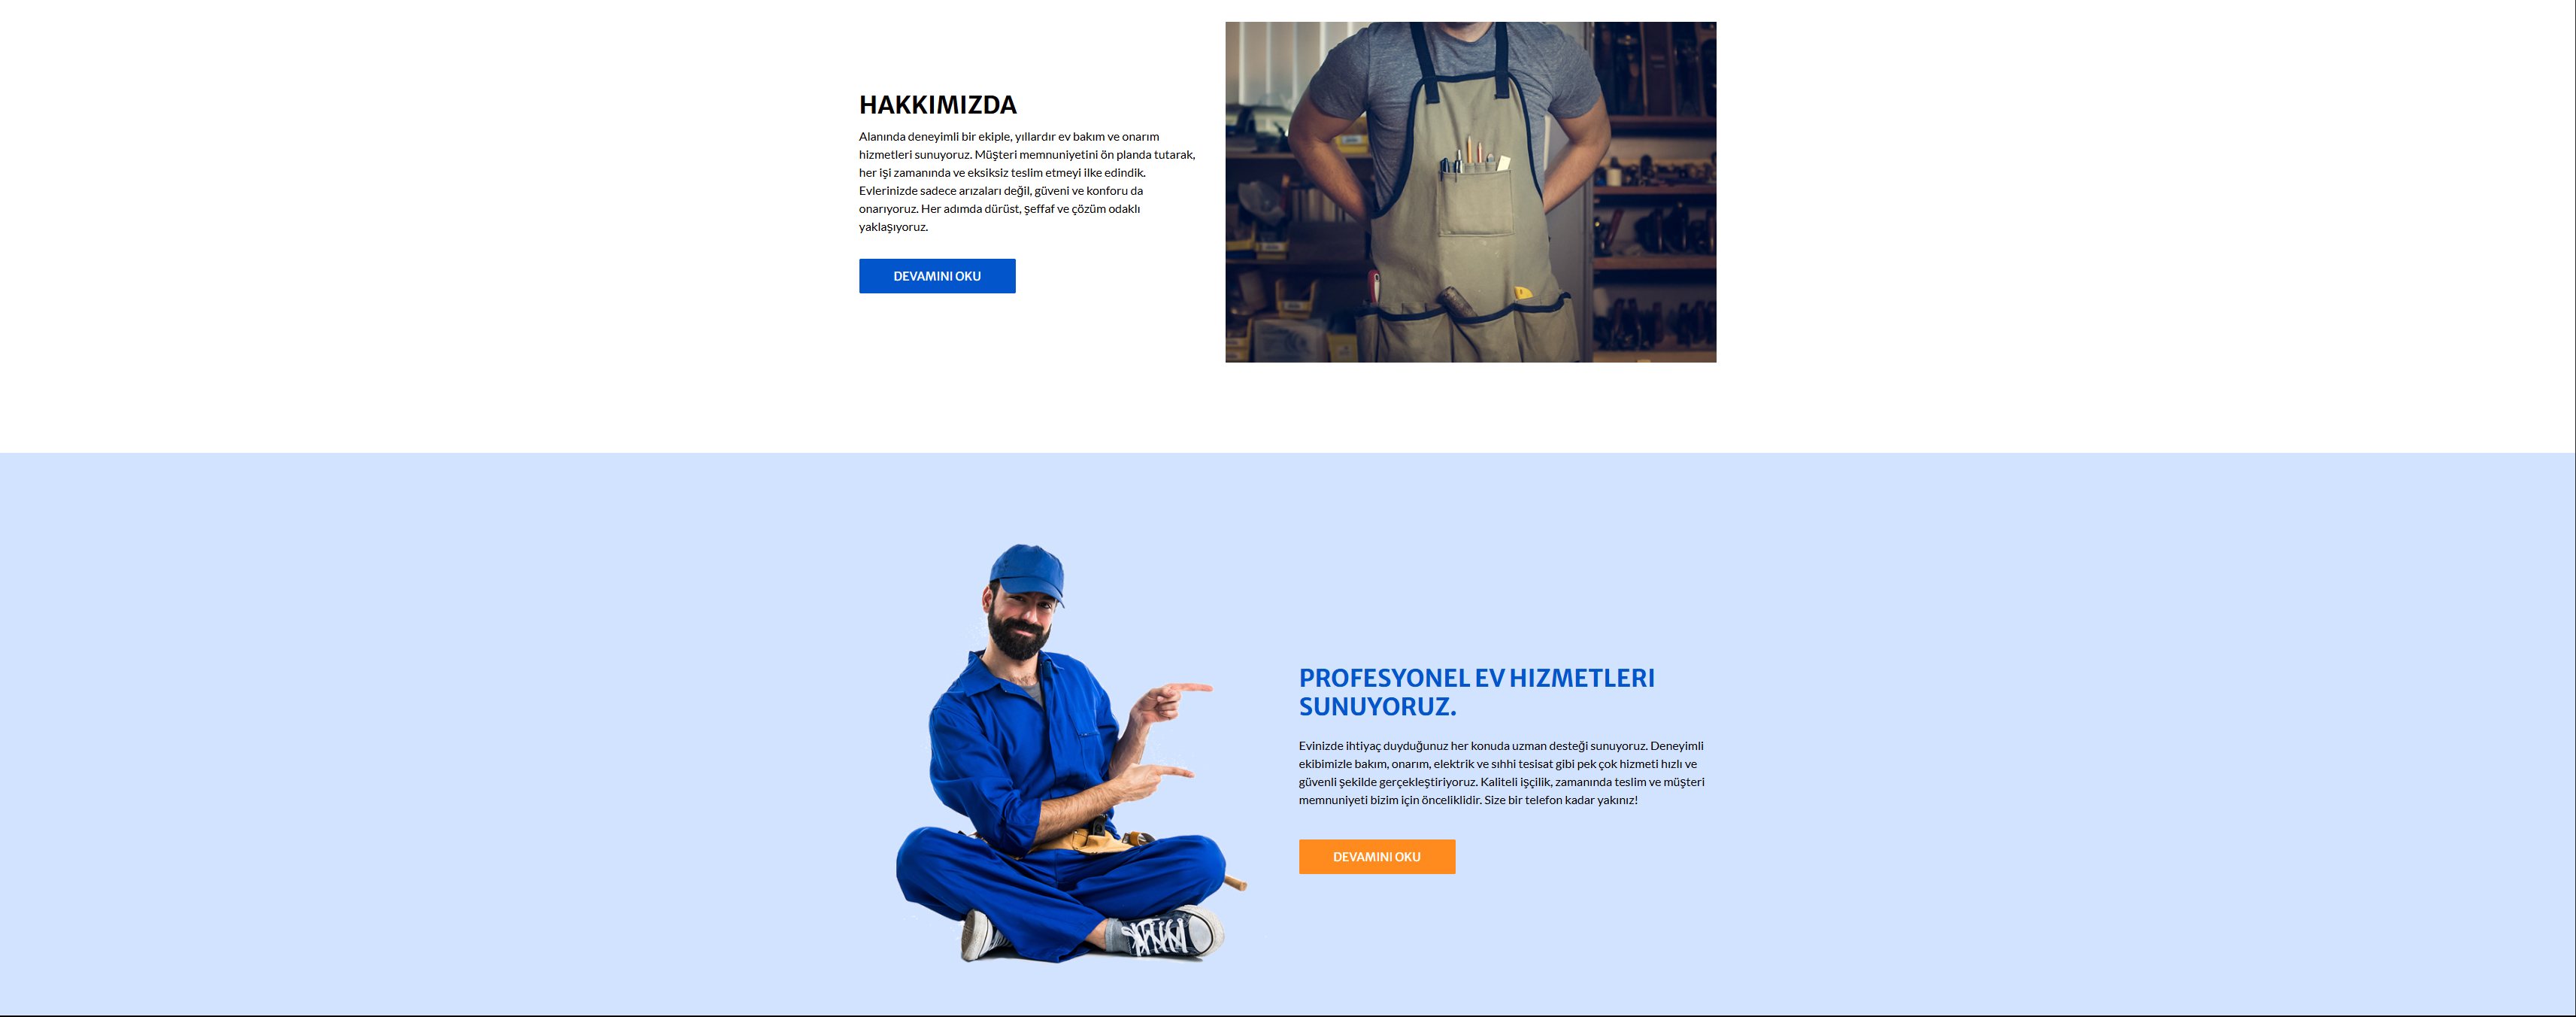 HAKKIMIZDA
Alanında deneyimli bir ekiple, yıllardır ev bakım ve onarım
hizmetleri sunuyoruz. Müşteri memnuniyetini ön planda tutarak,
her işi zamanında ve eksiksiz teslim etmeyi ilke edindik.
Evlerinizde sadece arızaları değil, güveni ve konforu da
onarıyoruz. Her adımda dürüst, şeffaf ve çözüm odaklı
yaklaşıyoruz.
DEVAMINI OKU
PROFESYONEL EV HIZMETLERI
SUNUYORUZ.
Evinizde ihtiyaç duyduğunuz her konuda uzman desteği sunuyoruz. Deneyimli
ekibimizle bakım, onarım, elektrik ve sıhhi tesisat gibi pek çok hizmeti hızlı ve
güvenli şekilde gerçekleştiriyoruz. Kaliteli işçilik, zamanında teslim ve müşteri
memnuniyeti bizim için önceliklidir. Size bir telefon kadar yakınız!
DEVAMINI OKU